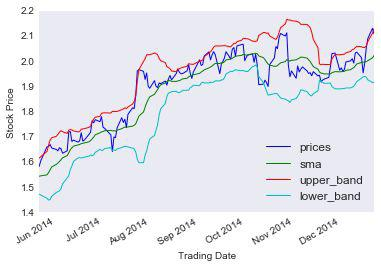 2.2
2.1
2.0
1.9
1.8
1.7
1.6
1.5
1.4
Stock Price
prices
sma
upper_band
lower_band
Jun 2014
Jul 2014
Aug 2014
Sep 2014
Oct 2014
Nov 2014
Dec 2014
Trading Date